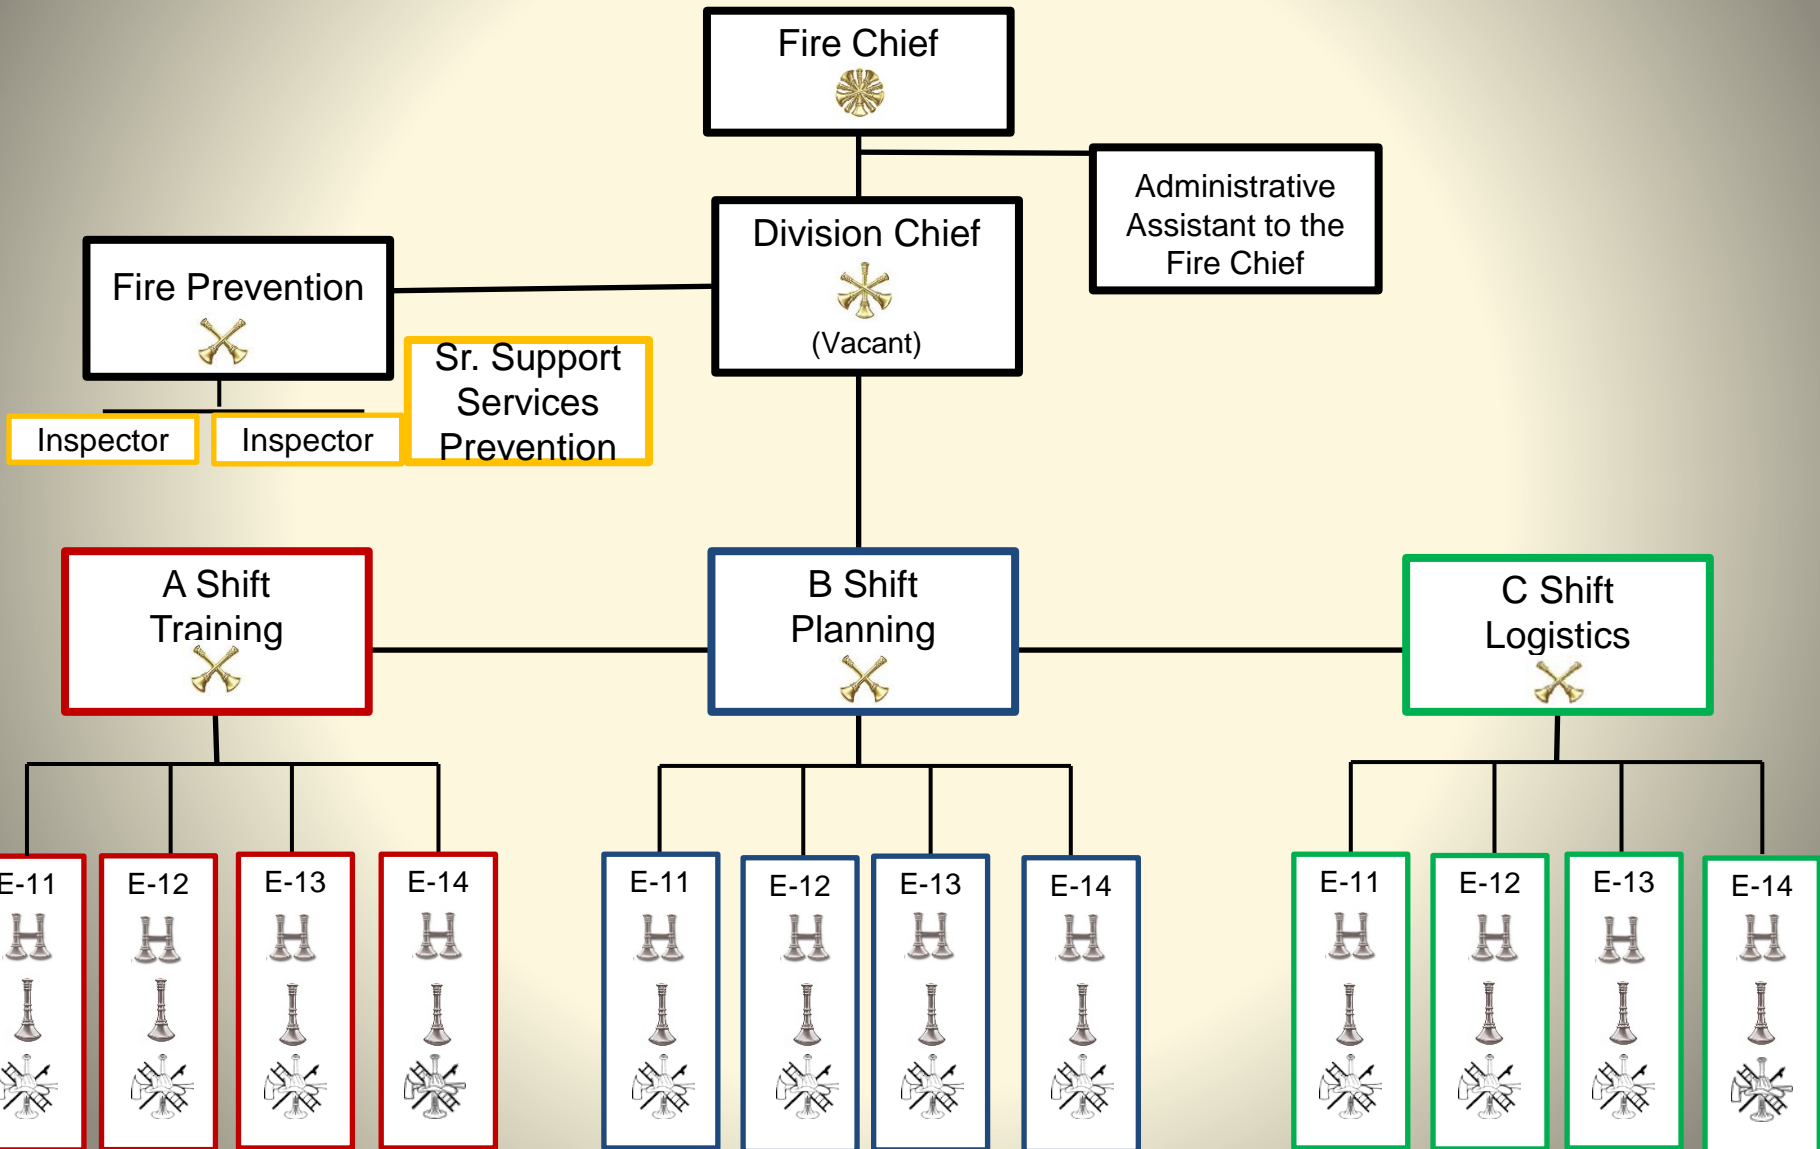 Fire Chief
Administrative
Assistant to the
Fire Chief
Division Chief
(Vacant)
Fire Prevention
Sr. Support
Services
Prevention
Inspector
Inspector
A Shift
Training
B Shift
Planning
C Shift
Logistics
E-11
E-12
E-13
E-14
E-11
E-12
E-13
E-14
E-11
E-12
E-13
E-14